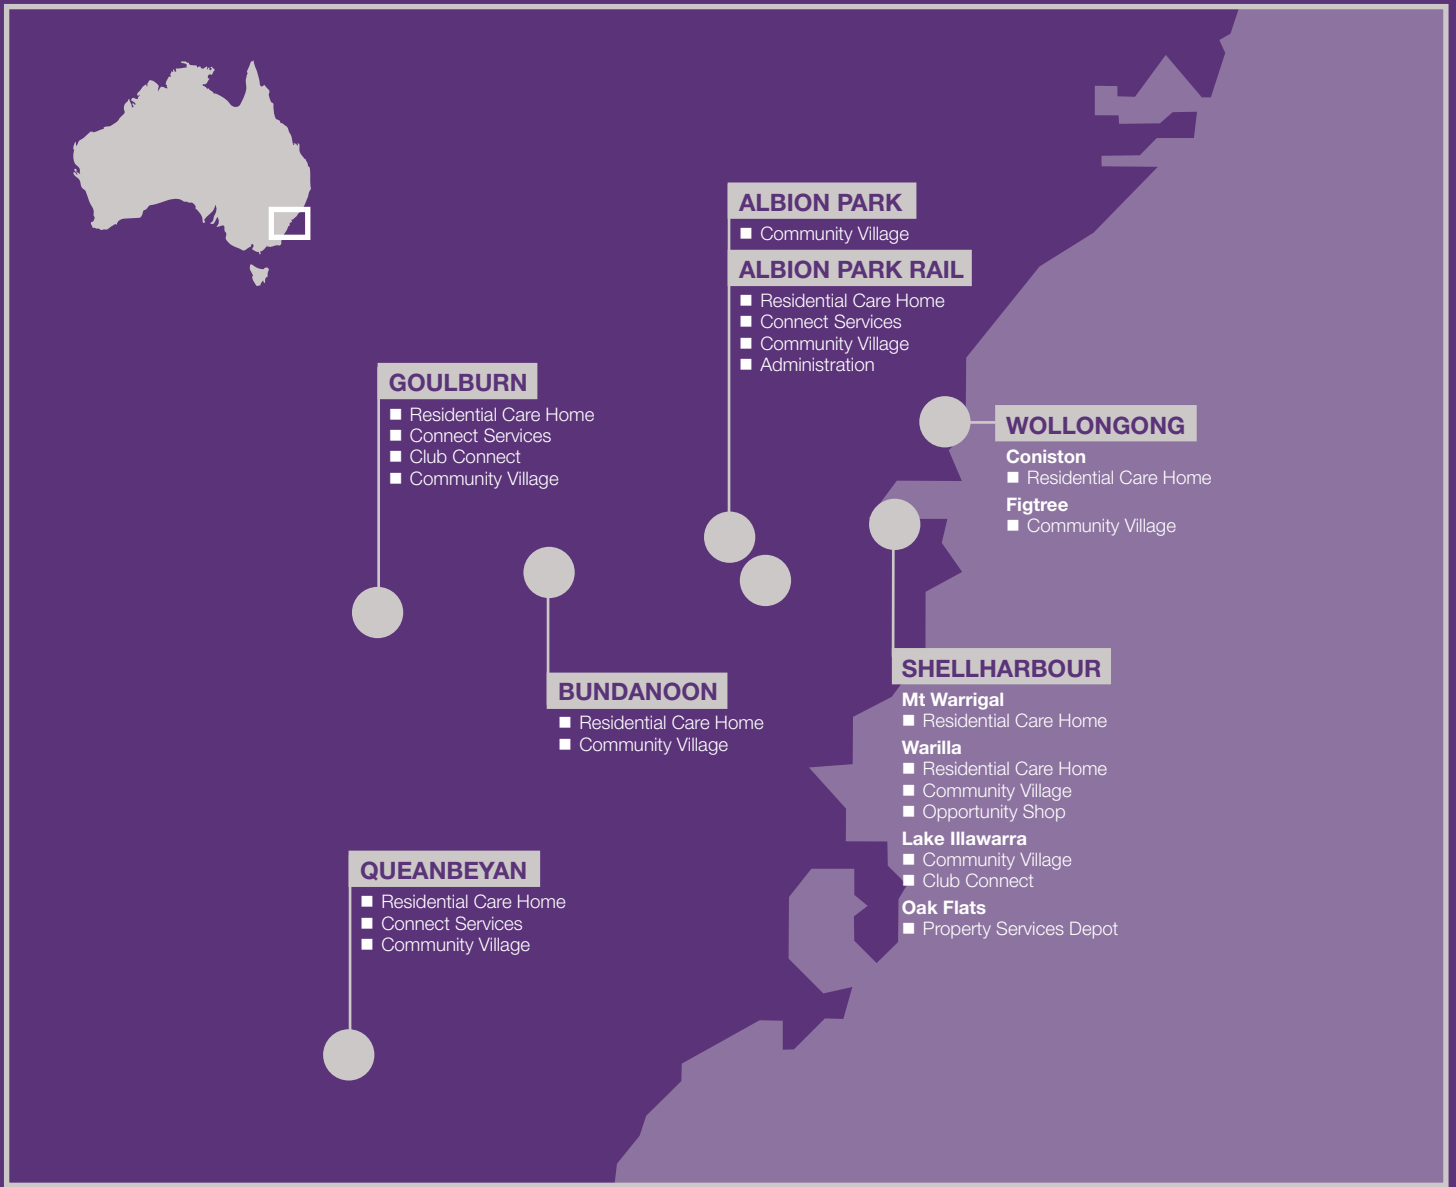 ALBION PARK
Community Village
ALBION PARK RAIL
Residential Care Home
Connect Services
Community Village
Administration
GOULBURN
Residential Care Home
Connect Services
Club Connect
Community Village
WOLLONGONG
Coniston
Residential Care Home
Figtree
Community Village
BUNDANOON
Residential Care Home
Community Village
SHELLHARBOUR
Mt Warrigal
Residential Care Home
Warilla
Residential Care Home
Community Village
Opportunity Shop
Lake Illawarra
Community Village
Club Connect
Oak Flats
Property Services Depot
QUEANBEYAN
Residential Care Home
Connect Services
Community Village